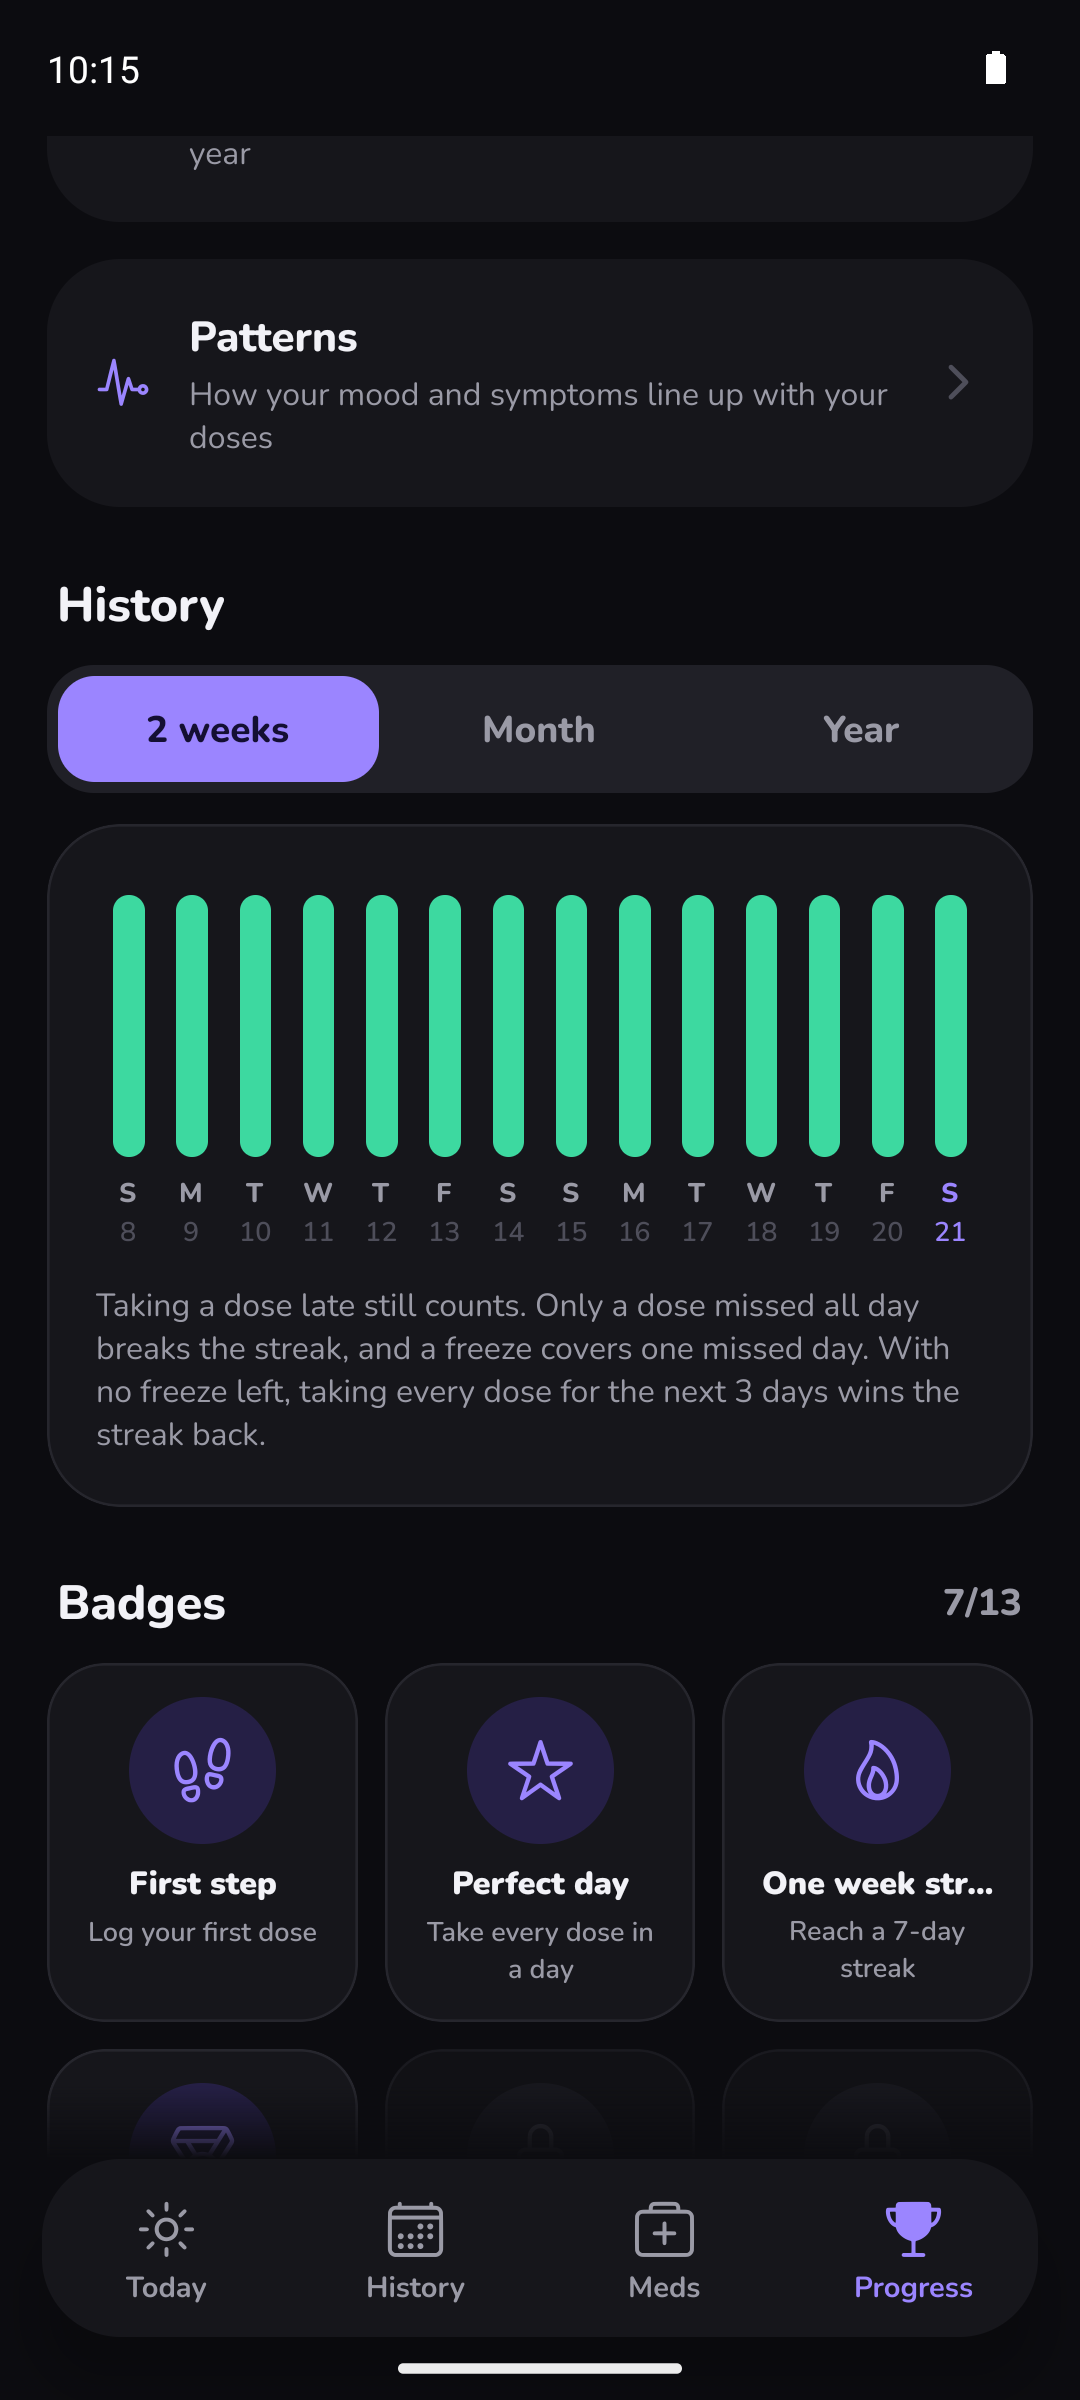 10:15
year
Patterns
How your mood and symptoms line up with your
doses
History
2 weeks Month Year
S M T W T F S S M T W T F S
8 9 10 11 12 13 14 15 16 17 18 19 20 21
Taking a dose late still counts. Only a dose missed all day
breaks the streak, and a freeze covers one missed day. With
no freeze left, taking every dose for the next 3 days wins the
streak back.
Badges 7/13
First step
Log your first dose
Perfect day
Take every dose in
a day
One week str...
Reach a 7-day
streak
Today History Meds Progress